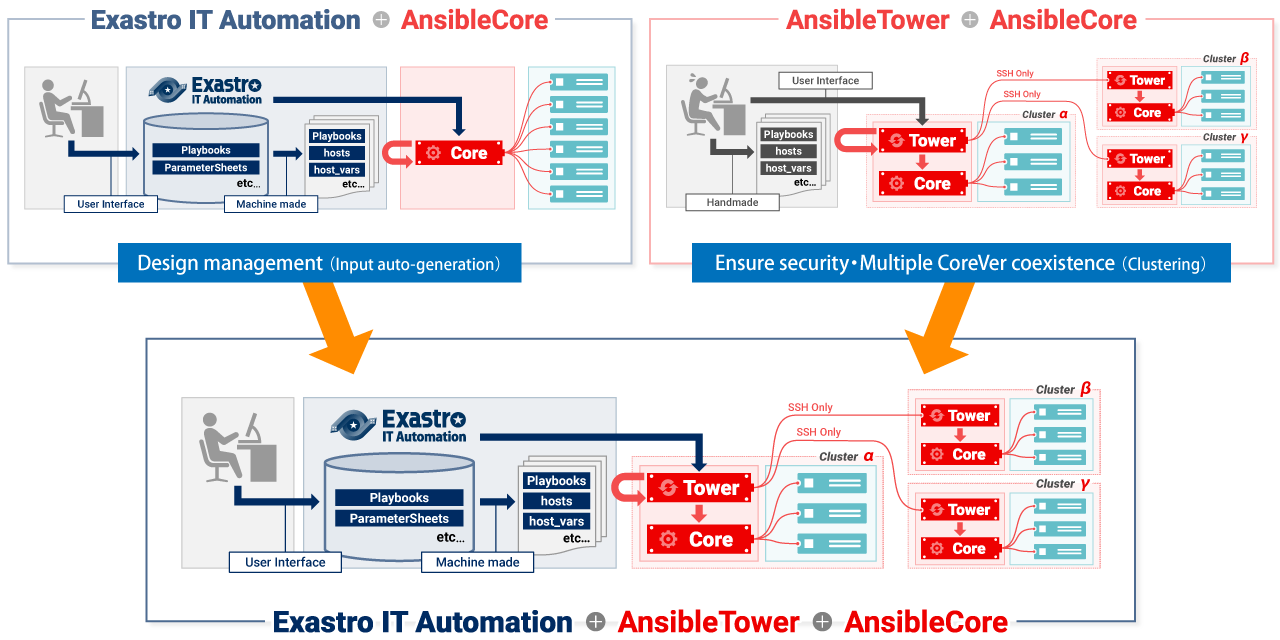 Exastro IT Automation + AnsibleCore
Exastro
IT Automation
Playbooks
ParameterSheets
etc...
Playbooks
hosts
host_vars
etc...
Core
User Interface
Machine made
Design management (Input auto-generation)
AnsibleTower + AnsibleCore
User Interface
Playbooks
hosts
host_vars
etc...
Handmade
Cluster α
Tower
Core
SSH Only
SSH Only
Cluster β
Tower
Core
Cluster γ
Tower
Core
Ensure security・Multiple CoreVer coexistence (Clustering)
Exastro
IT Automation
Playbooks
ParameterSheets
etc...
Playbooks
hosts
host_vars
etc...
User Interface
Machine made
Cluster α
Tower
Core
SSH Only
SSH Only
Cluster β
Tower
Core
Cluster γ
Tower
Core
Exastro IT Automation + AnsibleTower + AnsibleCore